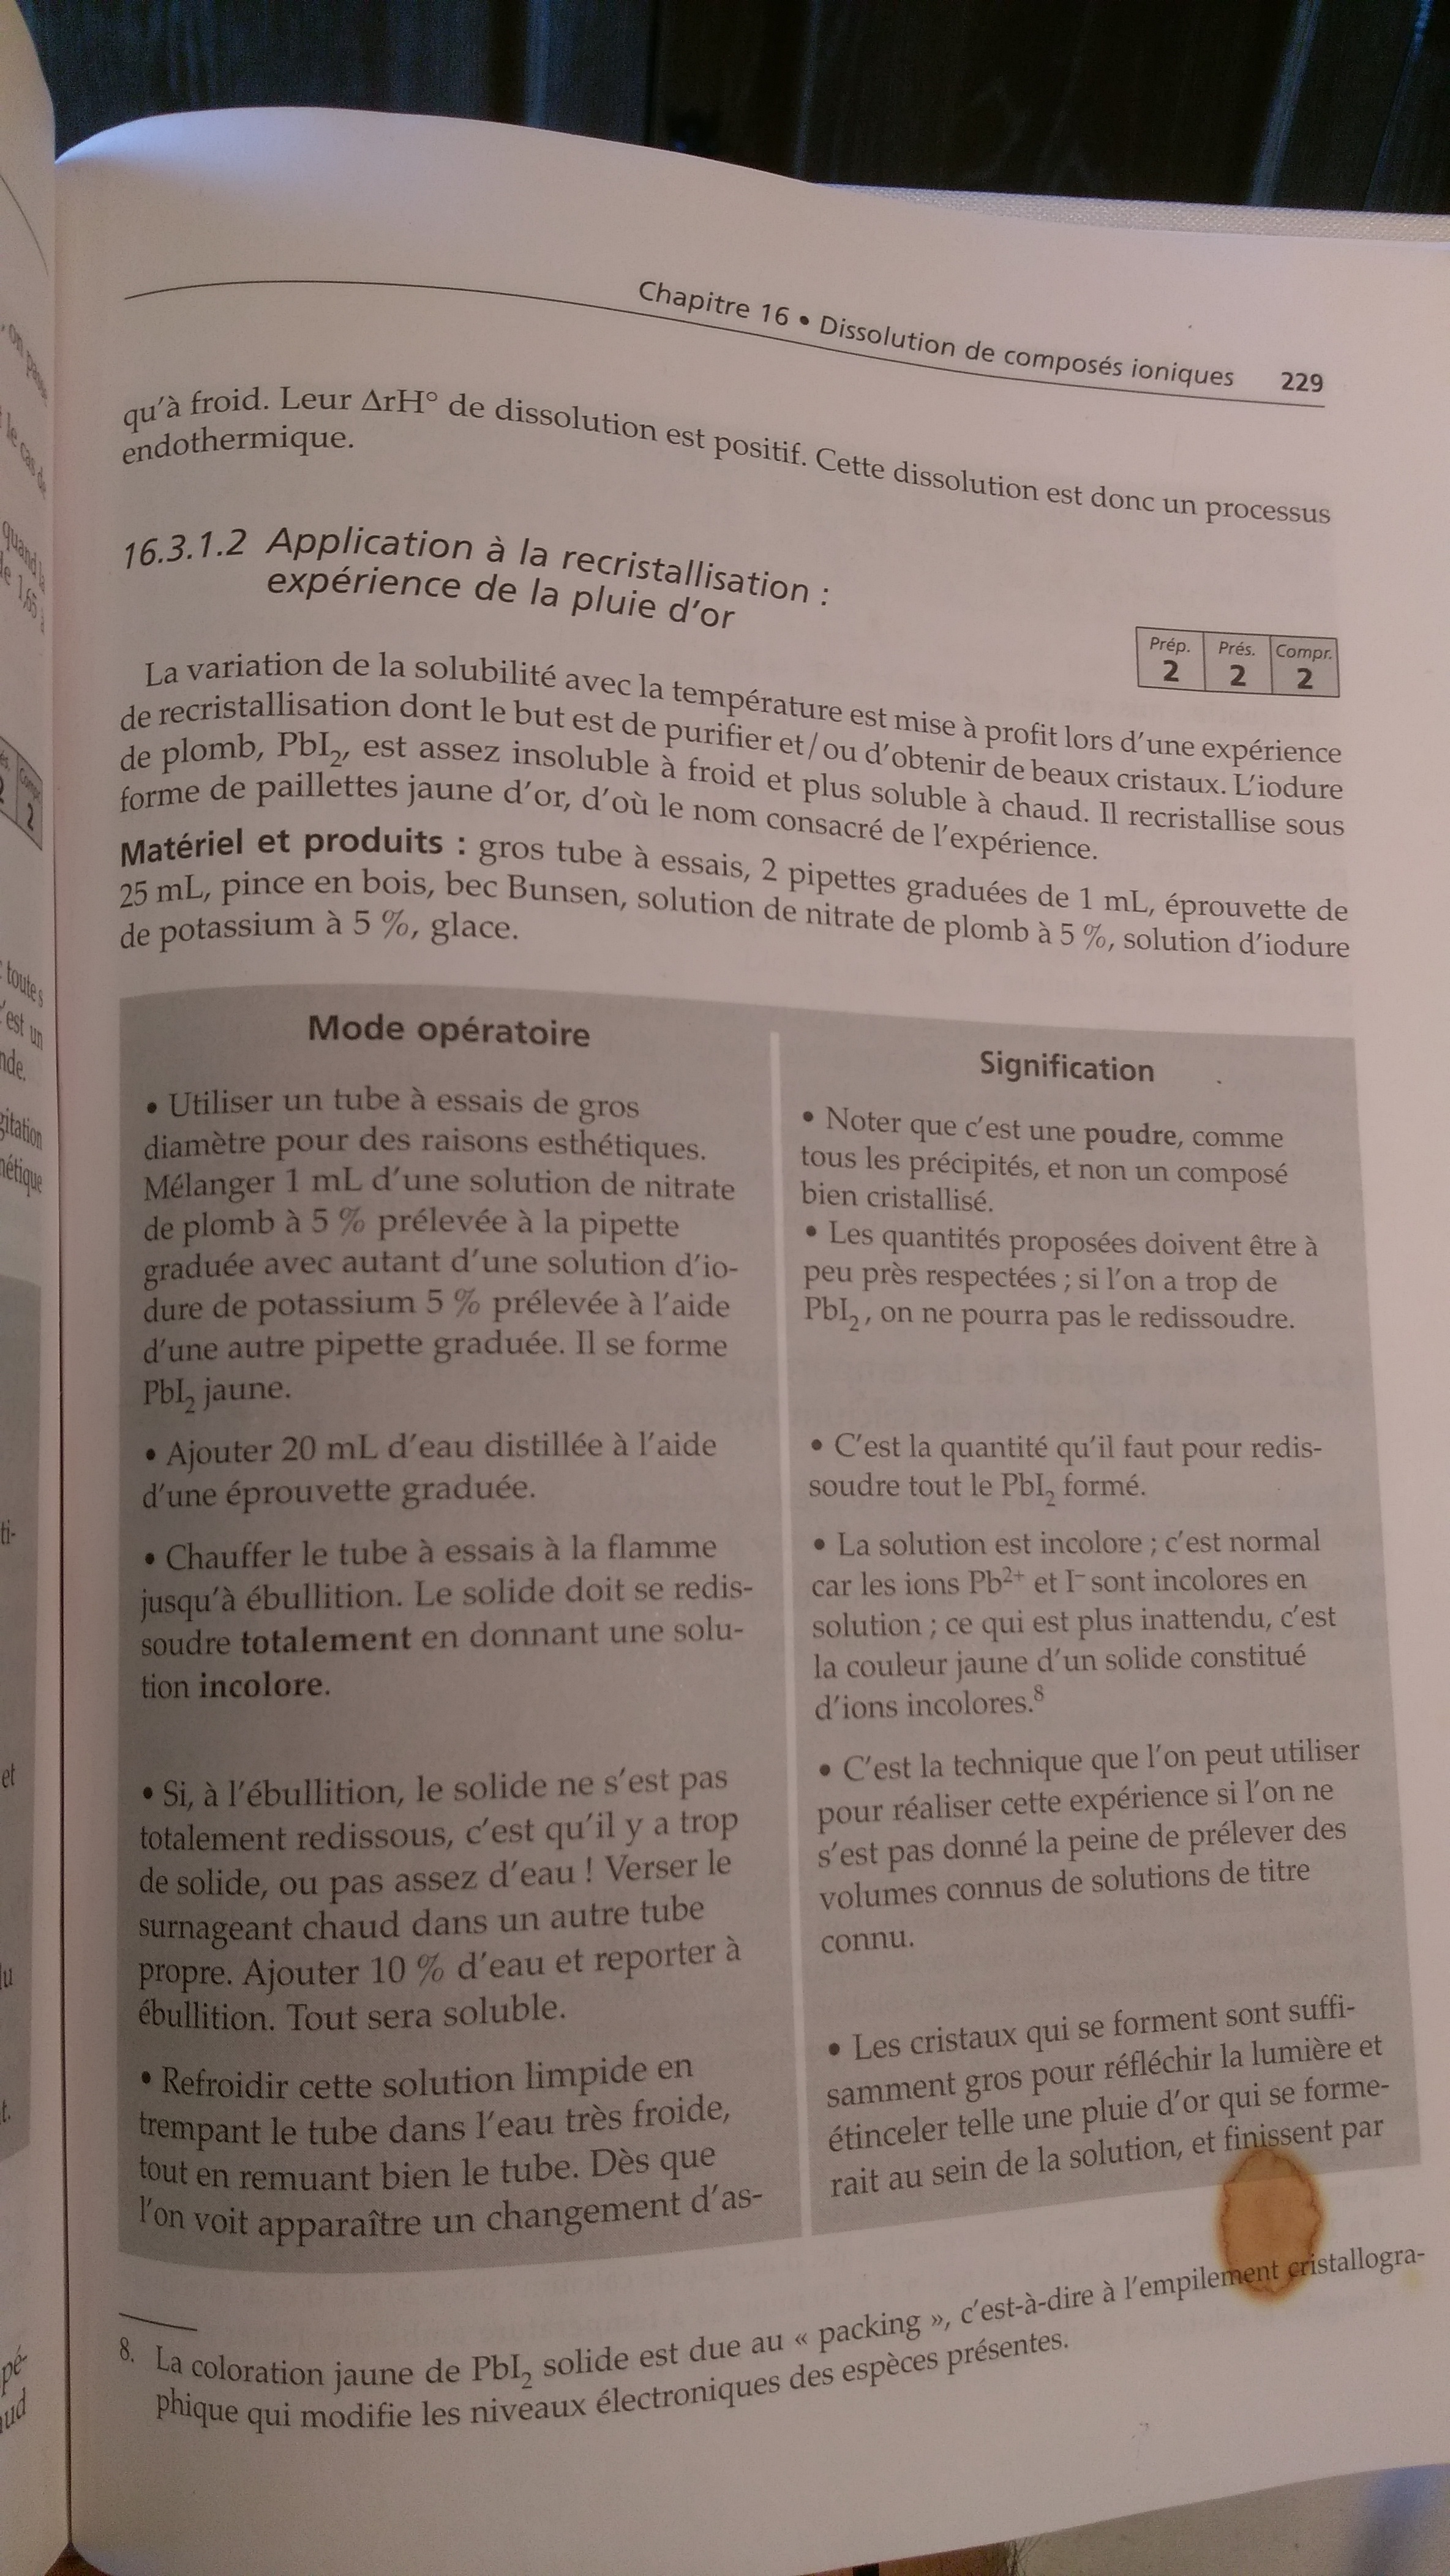 Chapitre 16 • Dissolution de composés ioniques 229
qu'à froid. Leur ΔrH° de dissolution est positif. Cette dissolution est donc un processus
endothermique.
16.3.1.2 Application à la recristallisation :
expérience de la pluie d'or
Prép. Prés. Compr.
2 2 2
La variation de la solubilité avec la température est mise à profit lors d'une expérience
de recristallisation dont le but est de purifier et/ou d'obtenir de beaux cristaux. L'iodure
de plomb, PbI₂, est assez insoluble à froid et plus soluble à chaud. Il recristallise sous
forme de paillettes jaune d'or, d'où le nom consacré de l'expérience.
Matériel et produits : gros tube à essais, 2 pipettes graduées de 1 mL, éprouvette de
25 mL, pince en bois, bec Bunsen, solution de nitrate de plomb à 5 %, solution d'iodure
de potassium à 5 %, glace.
Mode opératoire
• Utiliser un tube à essais de gros
diamètre pour des raisons esthétiques.
Mélanger 1 mL d'une solution de nitrate
de plomb à 5 % prélevée à la pipette
graduée avec autant d'une solution d'io-
dure de potassium 5 % prélevée à l'aide
d'une autre pipette graduée. Il se forme
PbI₂ jaune.
• Ajouter 20 mL d'eau distillée à l'aide
d'une éprouvette graduée.
• Chauffer le tube à essais à la flamme
jusqu'à ébullition. Le solide doit se redis-
soudre totalement en donnant une solu-
tion incolore.
• Si, à l'ébullition, le solide ne s'est pas
totalement redissous, c'est qu'il y a trop
de solide, ou pas assez d'eau ! Verser le
surnageant chaud dans un autre tube
propre. Ajouter 10 % d'eau et reporter à
ébullition. Tout sera soluble.
• Refroidir cette solution limpide en
trempant le tube dans l'eau très froide,
tout en remuant bien le tube. Dès que
l'on voit apparaître un changement d'as-
Signification
• Noter que c'est une poudre, comme
tous les précipités, et non un composé
bien cristallisé.
• Les quantités proposées doivent être à
peu près respectées ; si l'on a trop de
PbI₂, on ne pourra pas le redissoudre.
• C'est la quantité qu'il faut pour redis-
soudre tout le PbI₂ formé.
• La solution est incolore ; c'est normal
car les ions Pb²⁺ et I⁻ sont incolores en
solution ; ce qui est plus inattendu, c'est
la couleur jaune d'un solide constitué
d'ions incolores.⁸
• C'est la technique que l'on peut utiliser
pour réaliser cette expérience si l'on ne
s'est pas donné la peine de prélever des
volumes connus de solutions de titre
connu.
• Les cristaux qui se forment sont suffi-
samment gros pour réfléchir la lumière et
étinceler telle une pluie d'or qui se forme-
rait au sein de la solution, et finissent par
8. La coloration jaune de PbI₂ solide est due au « packing », c'est-à-dire à l'empilement cristallogra-
phique qui modifie les niveaux électroniques des espèces présentes.